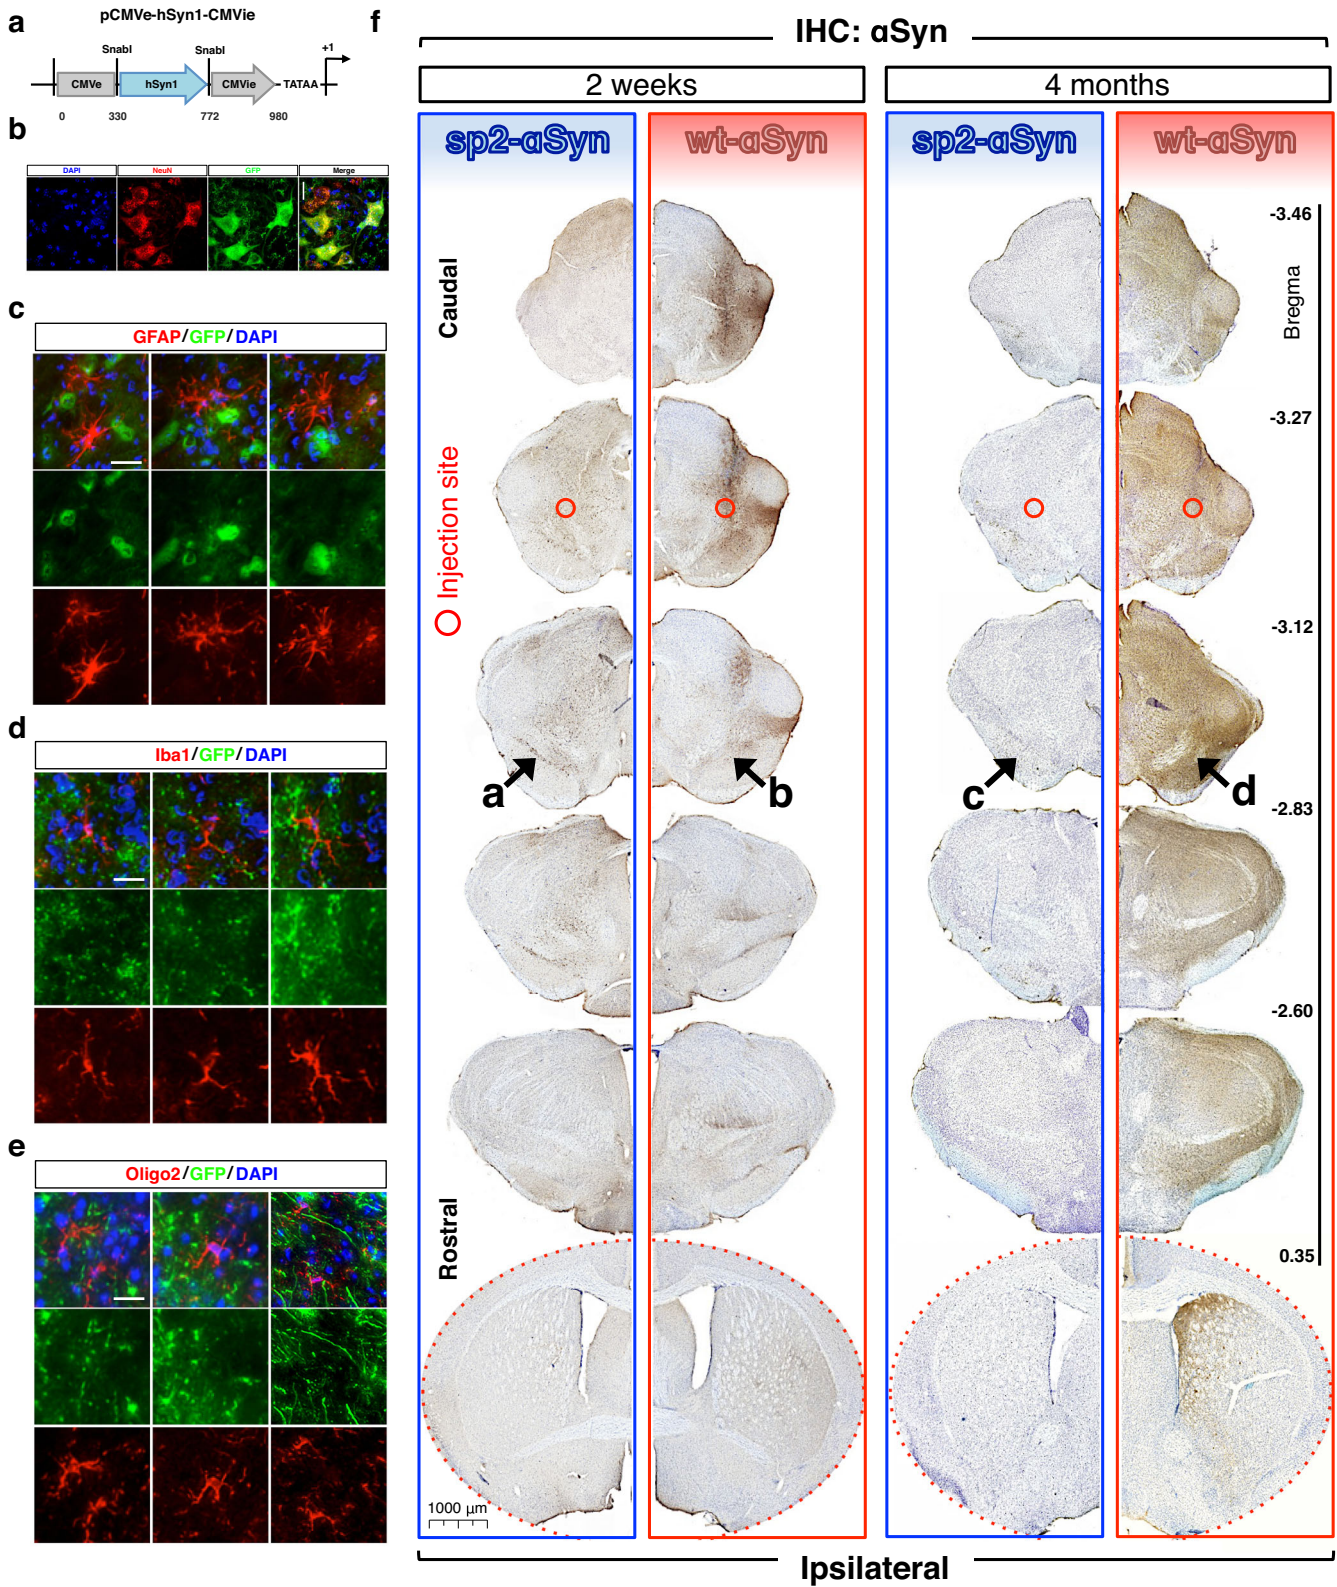 a
pCMVe-hSyn1-CMVie
SnabI
SnabI
+1
CMVe
hSyn1
CMVie
TATAA
0
330
772
980
b
DAPI
NeuN
GFP
Merge
c
GFAP/GFP/DAPI
d
Iba1/GFP/DAPI
e
Oligo2/GFP/DAPI
f
IHC: αSyn
2 weeks
4 months
sp2-αSyn
wt-αSyn
sp2-αSyn
wt-αSyn
Caudal
Injection site
Rostral
-3.46
Bregma
-3.27
-3.12
-2.83
-2.60
0.35
a
b
c
d
1000 µm
Ipsilateral